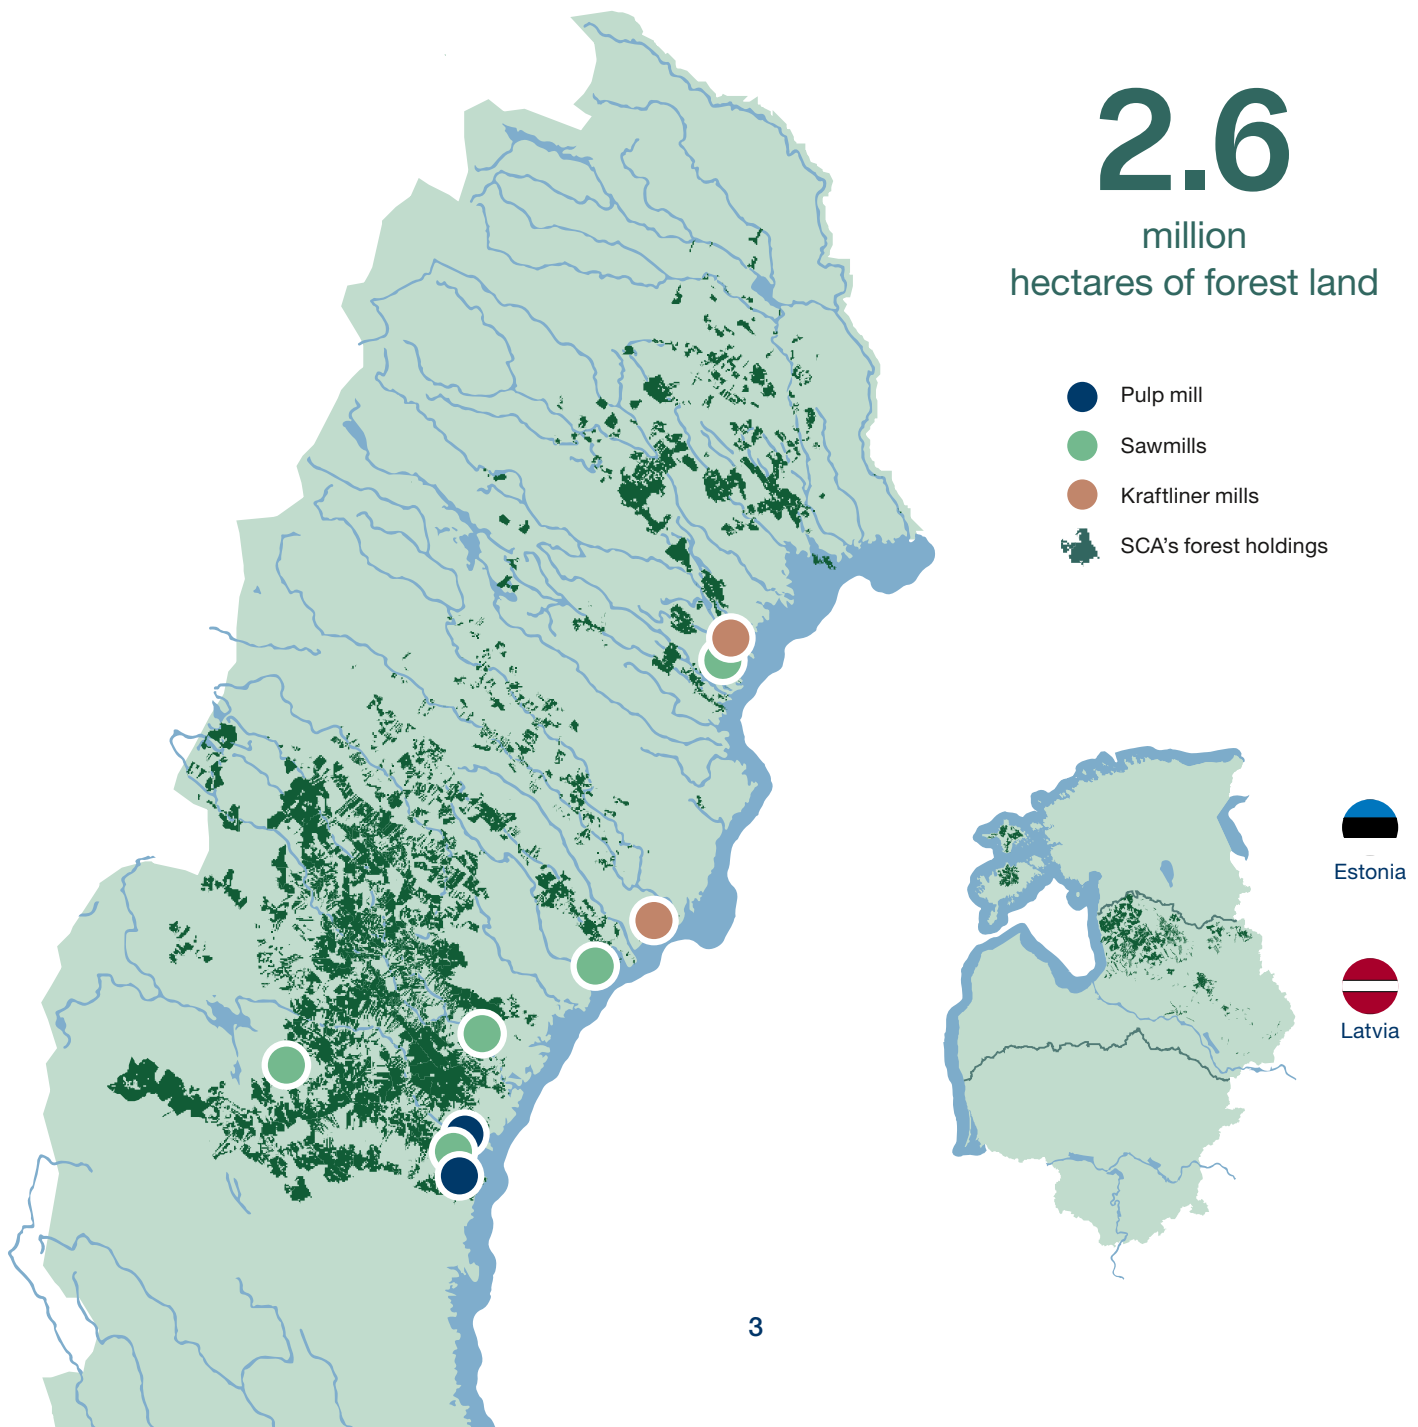 2.6
million
hectares of forest land
Pulp mill
Sawmills
Kraftliner mills
SCA’s forest holdings
Estonia
Latvia
3